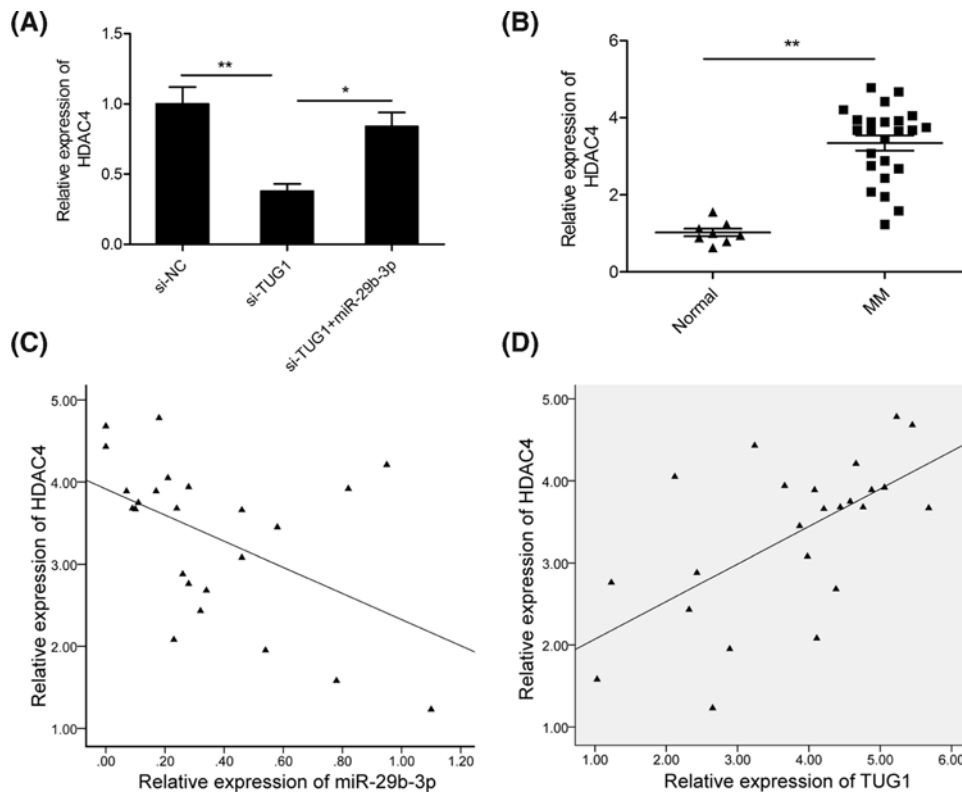 (A)
Relative expression of
HDAC4
1.5
1.0
0.5
0.0
**
*
si-NC
si-TUG1
si-TUG1+miR-29b-3p
(B)
Relative expression of
HDAC4
6
4
2
0
**
Normal
MM
(C)
Relative expression of HDAC4
5.00
4.00
3.00
2.00
1.00
.00
.20
.40
.60
.80
1.00
1.20
Relative expression of miR-29b-3p
(D)
Relative expression of HDAC4
5.00
4.00
3.00
2.00
1.00
1.00
2.00
3.00
4.00
5.00
6.00
Relative expression of TUG1